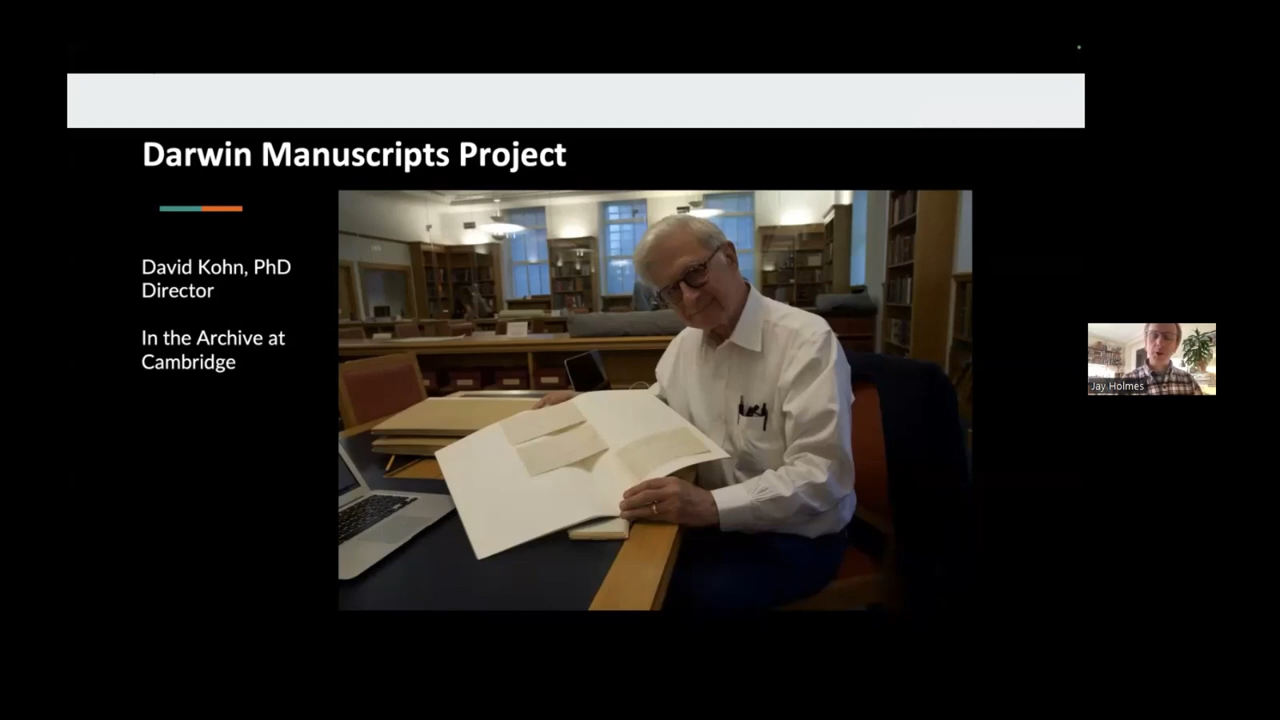 Darwin Manuscripts Project
David Kohn, PhD
Director
In the Archive at
Cambridge
Jay Holmes